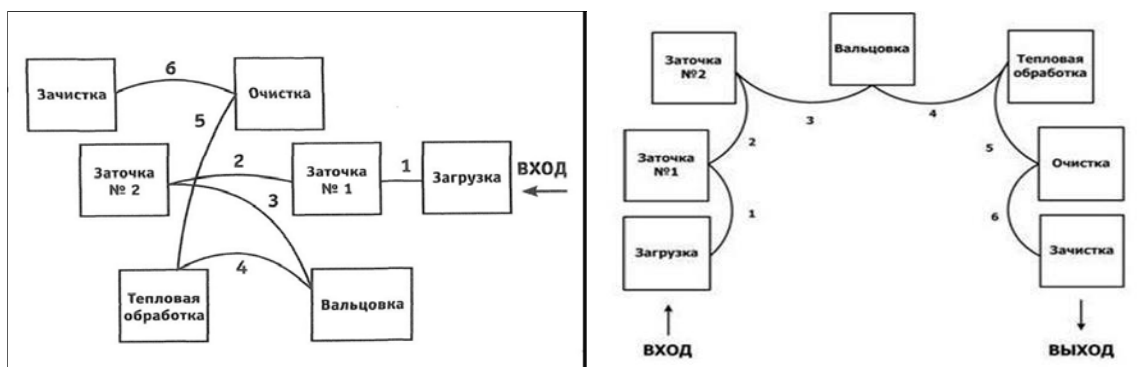 6
Зачистка
Очистка
5
2
1
ВХОД
Заточка
№ 2
Заточка
№ 1
Загрузка
3
4
Тепловая
обработка
Вальцовка
Заточка
№2
Вальцовка
Тепловая
обработка
3
4
2
5
Заточка
№1
Очистка
1
6
Загрузка
Зачистка
ВХОД
ВЫХОД